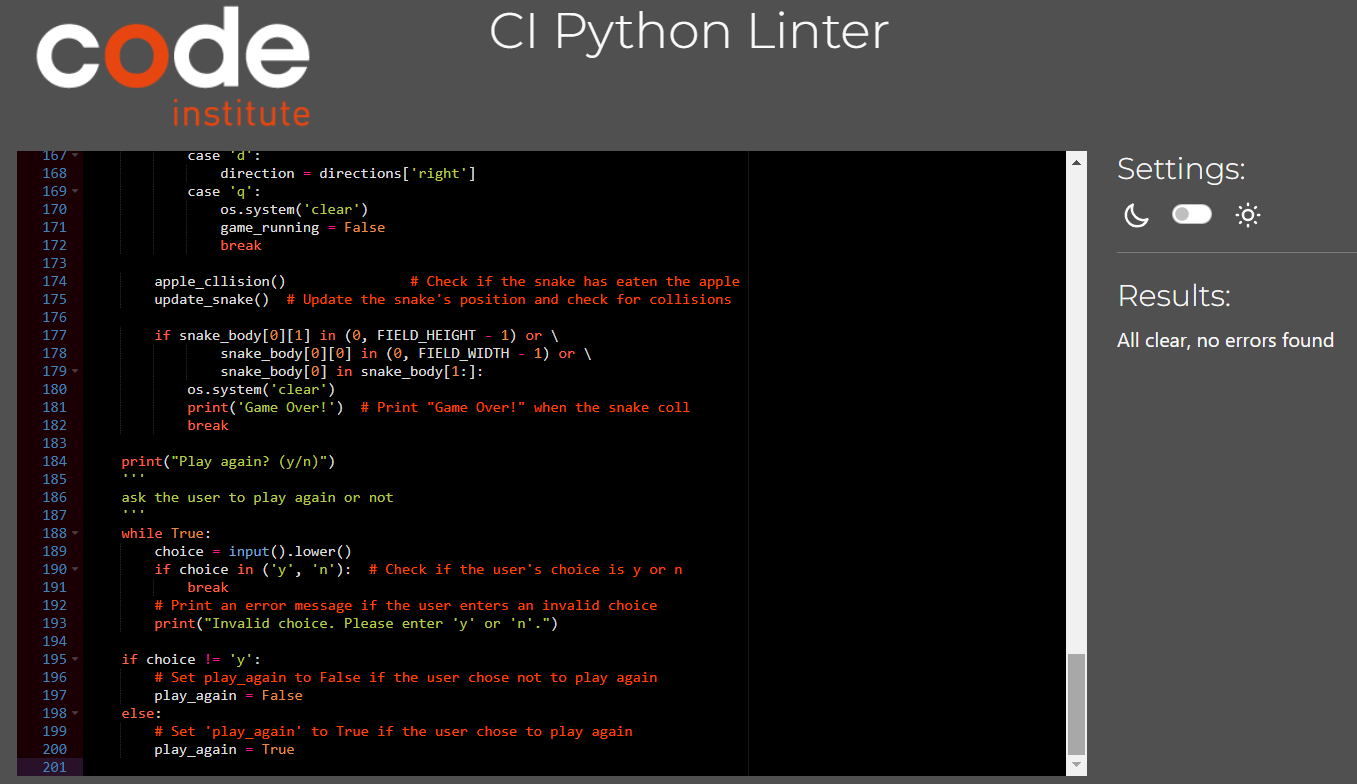 code
institute
CI Python Linter
167 case 'd':
168 direction = directions['right']
169 case 'q':
170 os.system('clear')
171 game_running = False
172 break
173
174 apple_cllision() # Check if the snake has eaten the apple
175 update_snake() # Update the snake's position and check for collisions
176
177 if snake_body[0][1] in (0, FIELD_HEIGHT - 1) or \
178 snake_body[0][0] in (0, FIELD_WIDTH - 1) or \
179 snake_body[0] in snake_body[1:]:
180 os.system('clear')
181 print('Game Over!') # Print "Game Over!" when the snake coll
182 break
183
184 print("Play again? (y/n)")
185 '''
186 ask the user to play again or not
187 '''
188 while True:
189 choice = input().lower()
190 if choice in ('y', 'n'): # Check if the user's choice is y or n
191 break
192 # Print an error message if the user enters an invalid choice
193 print("Invalid choice. Please enter 'y' or 'n'.")
194
195 if choice != 'y':
196 # Set play_again to False if the user chose not to play again
197 play_again = False
198 else:
199 # Set 'play_again' to True if the user chose to play again
200 play_again = True
201
Settings:
Results:
All clear, no errors found